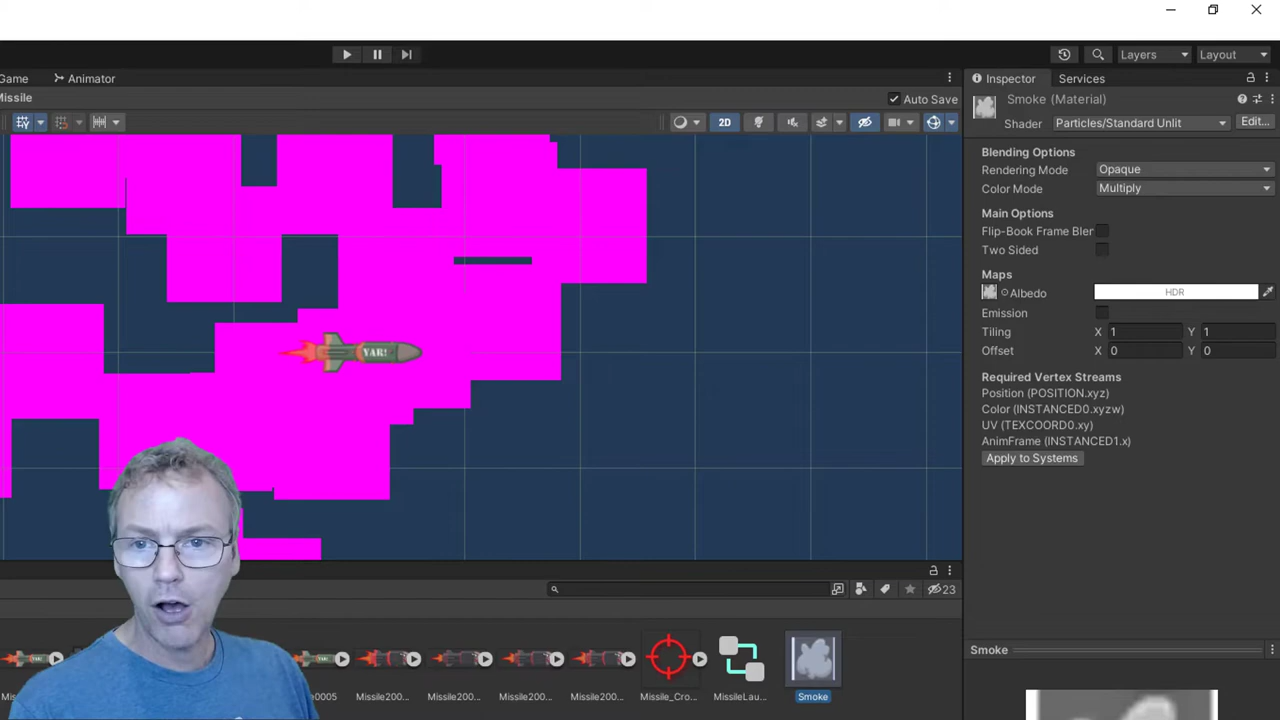 Layers
Layout
Game
Animator
Inspector
Services
Missile
Auto Save
Smoke (Material)
Shader
Particles/Standard Unlit
Edit...
2D
Blending Options
Rendering Mode
Opaque
Color Mode
Multiply
Main Options
Flip-Book Frame Bler
Two Sided
Maps
Albedo
HDR
Emission
Tiling
X
1
Y
1
Offset
X
0
Y
0
Required Vertex Streams
Position (POSITION.xyz)
Color (INSTANCED0.xyzw)
UV (TEXCOORD0.xy)
AnimFrame (INSTANCED1.x)
Apply to Systems
YAR!
23
Smoke
Missile200...
Missile200...
Missile200...
Missile200...
Missile_Cro...
MissileLau...
Smoke